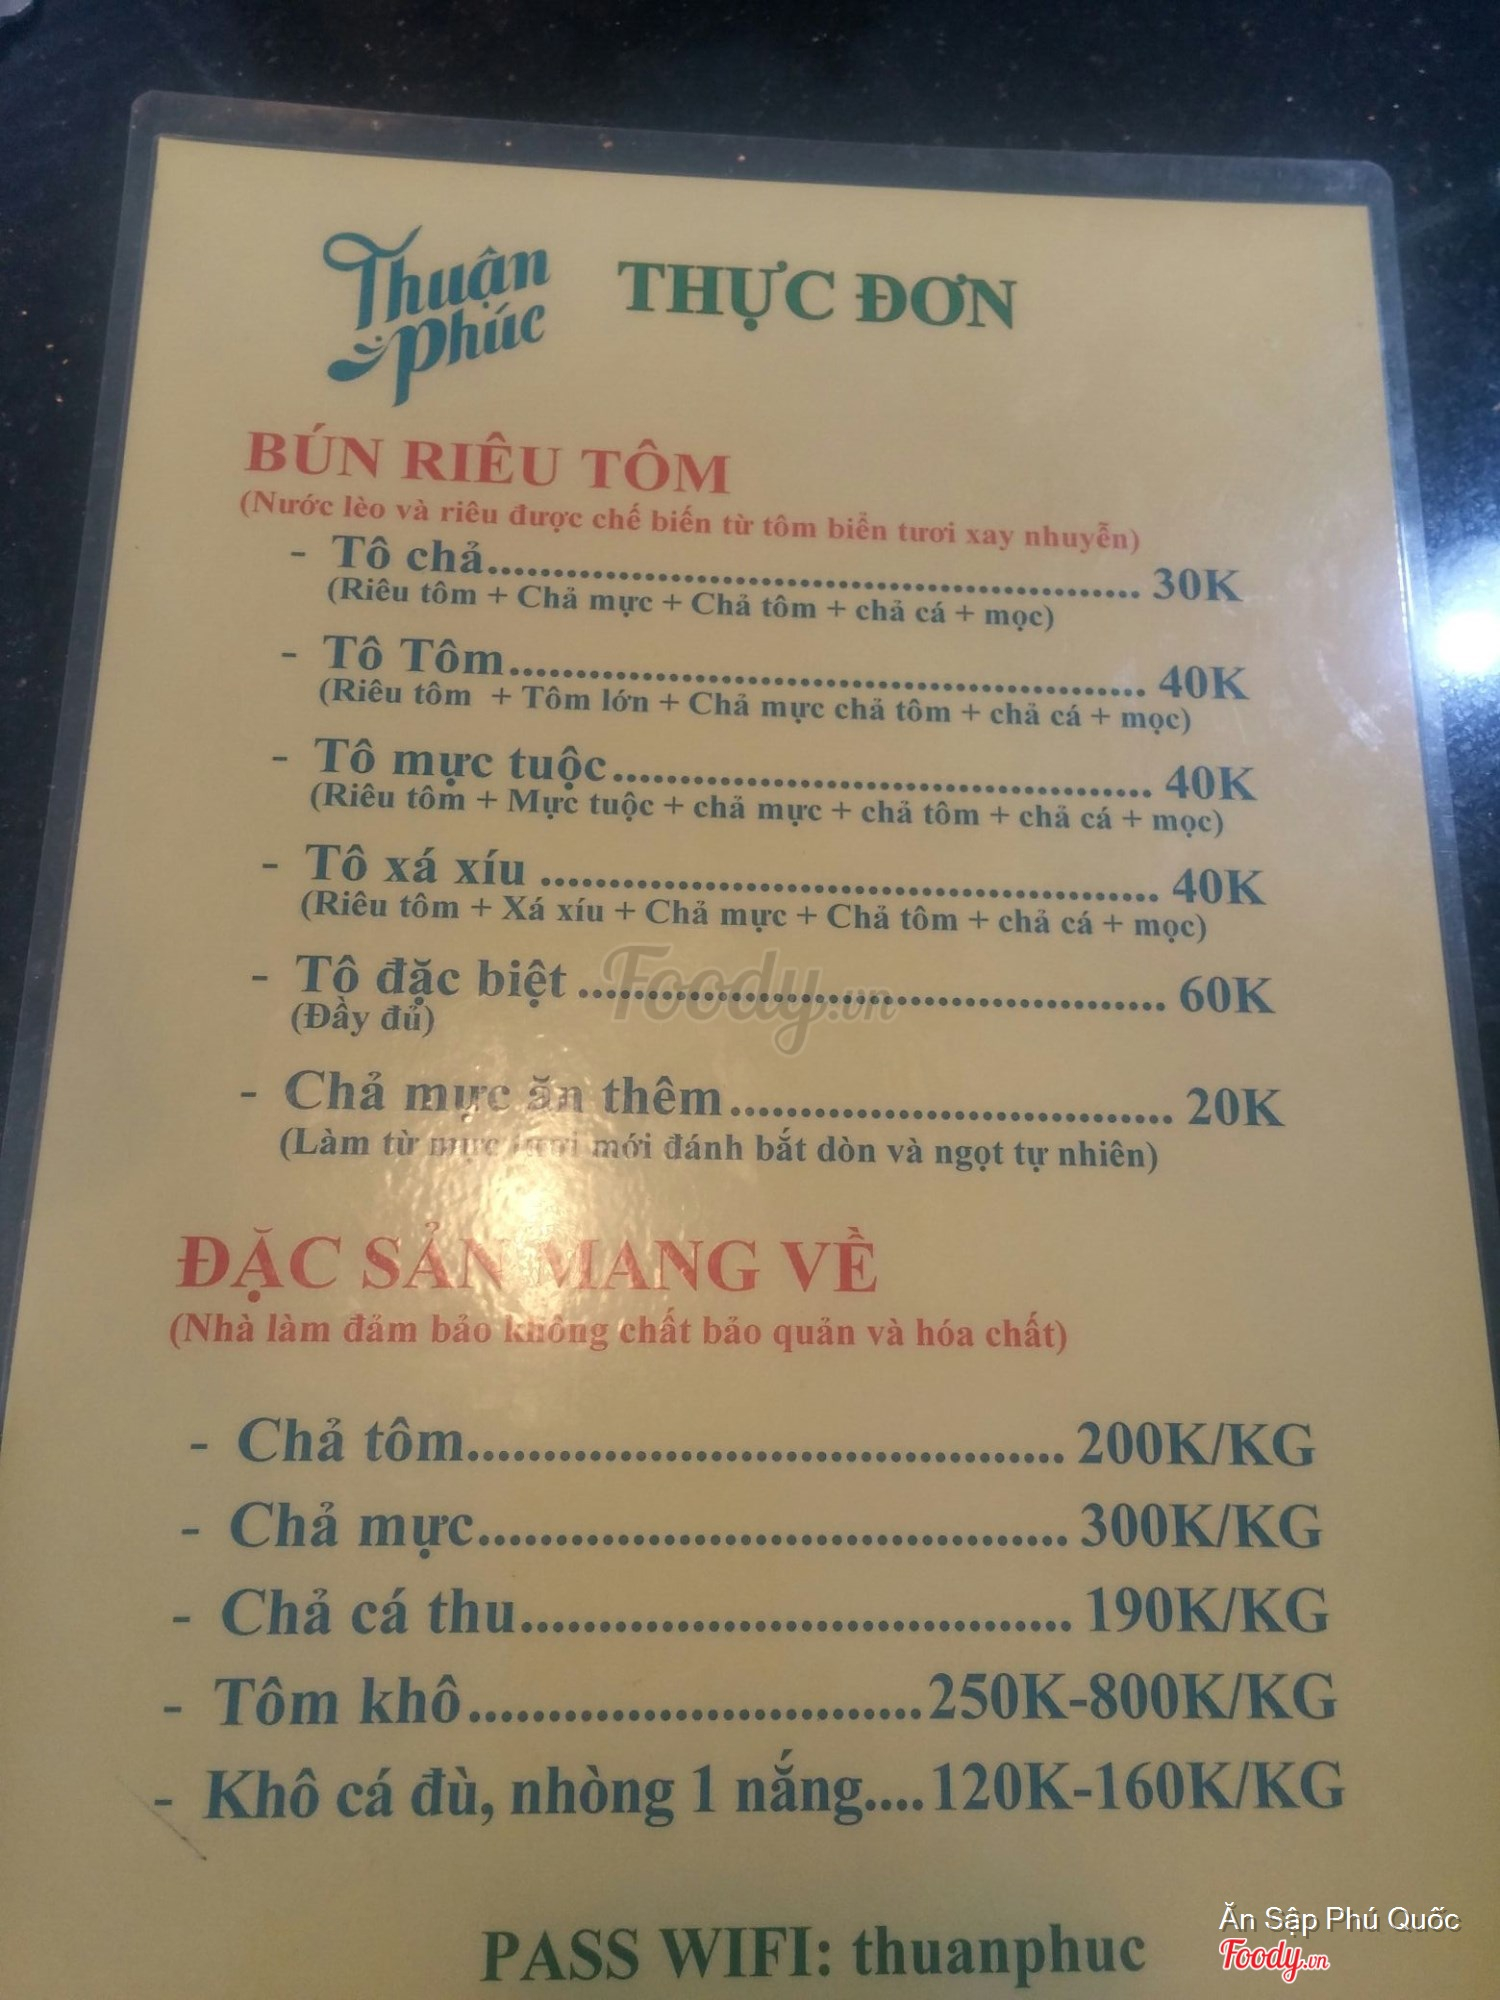 Thuận Phúc
THỰC ĐƠN
BÚN RIÊU TÔM
(Nước lèo và riêu được chế biến từ tôm biển tươi xay nhuyễn)
- Tô chả.................................................. 30K
(Riêu tôm + Chả mực + Chả tôm + chả cá + mọc)
- Tô Tôm................................................ 40K
(Riêu tôm + Tôm lớn + Chả mực chả tôm + chả cá + mọc)
- Tô mực tuộc......................................... 40K
(Riêu tôm + Mực tuộc + chả mực + chả tôm + chả cá + mọc)
- Tô xá xíu .............................................. 40K
(Riêu tôm + Xá xíu + Chả mực + Chả tôm + chả cá + mọc)
- Tô đặc biệt ............................................ 60K
(Đầy đủ)
- Chả mực ăn thêm................................. 20K
(Làm từ mực tươi mới đánh bắt dòn và ngọt tự nhiên)
ĐẶC SẢN MANG VỀ
(Nhà làm đảm bảo không chất bảo quản và hóa chất)
- Chả tôm........................................ 200K/KG
- Chả mực....................................... 300K/KG
- Chả cá thu.................................... 190K/KG
- Tôm khô.............................250K-800K/KG
- Khô cá đù, nhòng 1 nắng....120K-160K/KG
PASS WIFI: thuanphuc
Foody.vn
Ăn Sập Phú Quốc
Foody.vn